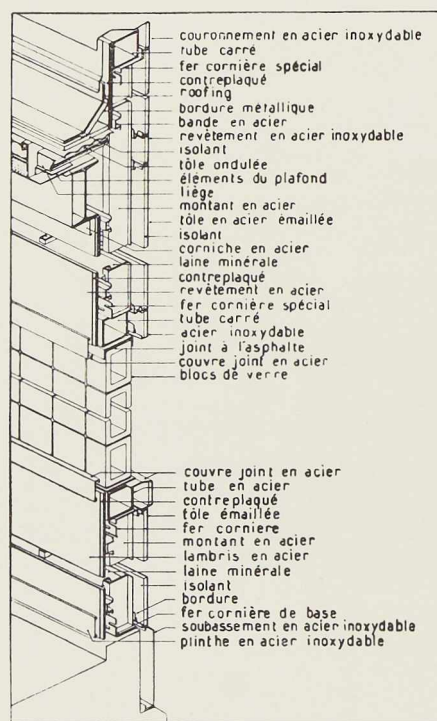 couronnement en acier inoxydable
tube carré
fer cornière spécial
contreplaqué
roofing
bordure métallique
bande en acier
revêtement en acier inoxydable
isolant
tôle ondulée
éléments du plafond
liège
montant en acier
tôle en acier émaillée
isolant
corniche en acier
laine minérale
contreplaqué
revêtement en acier
fer cornière spécial
tube carré
acier inoxydable
joint à l'asphalte
couvre joint en acier
blocs de verre
couvre joint en acier
tube en acier
contreplaqué
tôle émaillée
fer corniere
montant en acier
lambris en acier
laine minérale
isolant
bordure
fer cornière de base
soubassement en acier inoxydable
plinthe en acier inoxydable